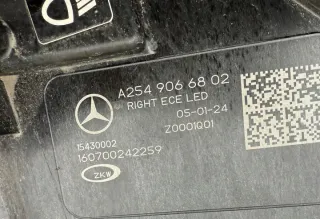 A254 906 68 02
RIGHT ECE LED
05-01-24
Z0001Q01
15430002
160700242259
ZKW